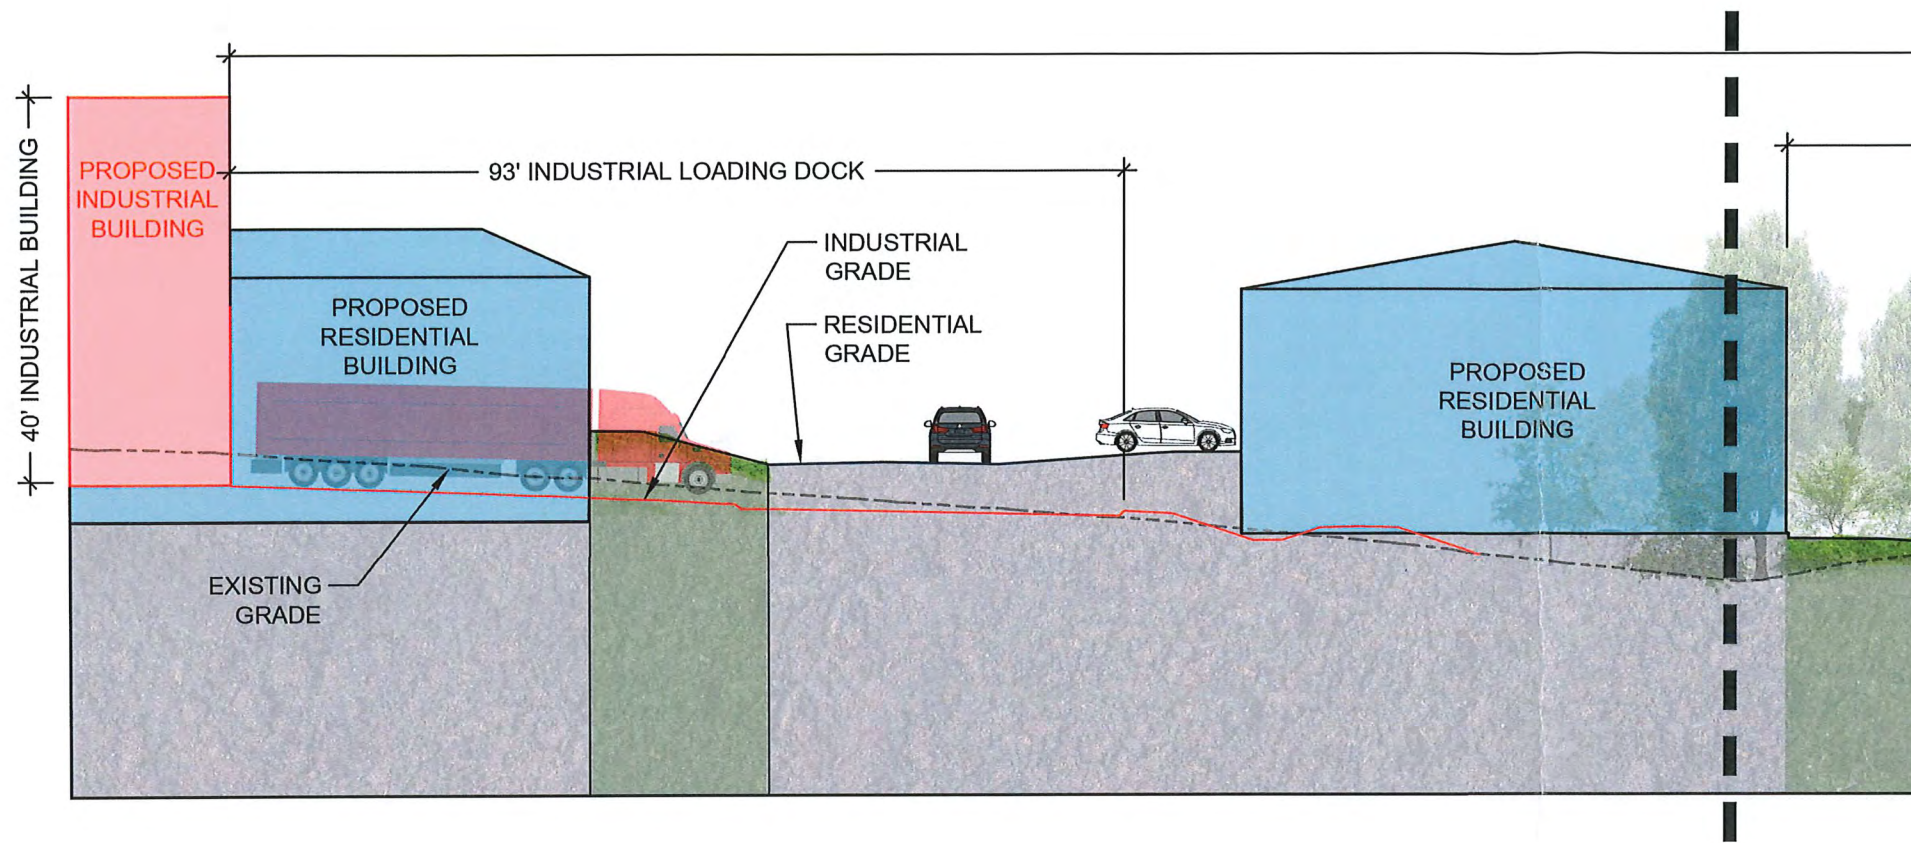 40' INDUSTRIAL BUILDING
PROPOSED
INDUSTRIAL
BUILDING
93' INDUSTRIAL LOADING DOCK
INDUSTRIAL
GRADE
RESIDENTIAL
GRADE
PROPOSED
RESIDENTIAL
BUILDING
PROPOSED
RESIDENTIAL
BUILDING
EXISTING
GRADE